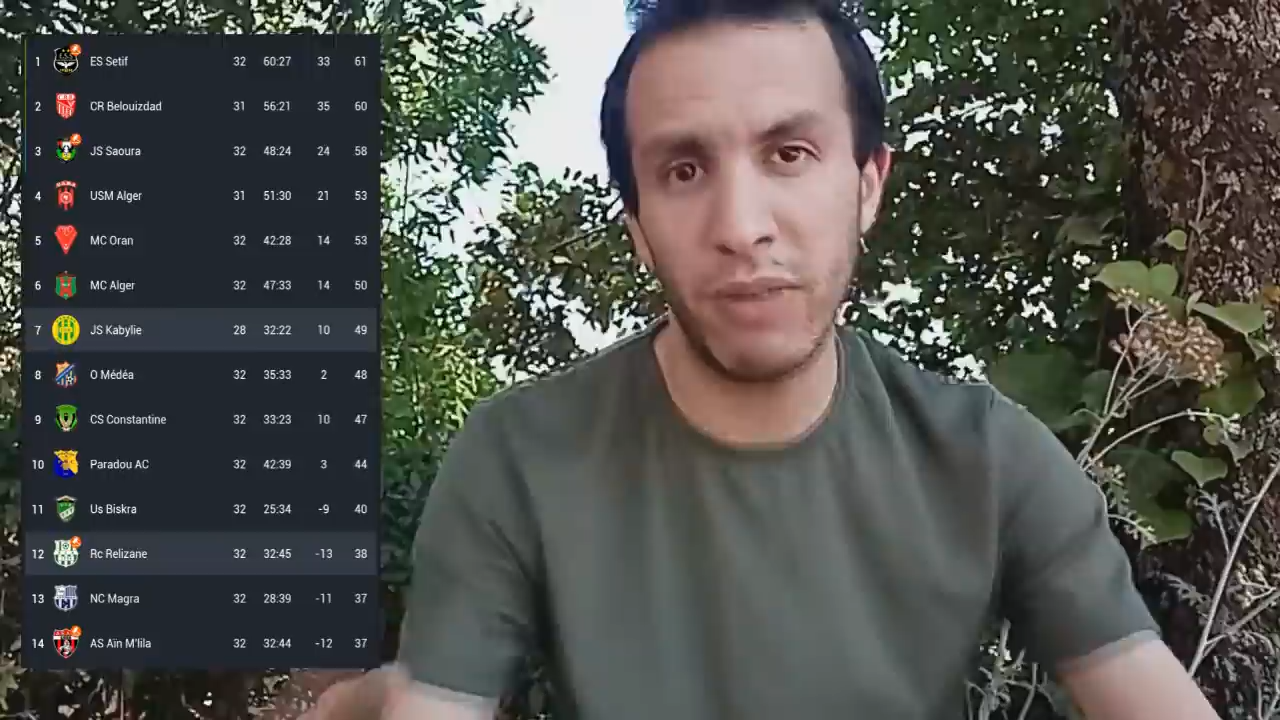 1 ES Setif 32 60:27 33 61
2 CR Belouizdad 31 56:21 35 60
3 JS Saoura 32 48:24 24 58
4 USM Alger 31 51:30 21 53
5 MC Oran 32 42:28 14 53
6 MC Alger 32 47:33 14 50
7 JS Kabylie 28 32:22 10 49
8 O Médéa 32 35:33 2 48
9 CS Constantine 32 33:23 10 47
10 Paradou AC 32 42:39 3 44
11 Us Biskra 32 25:34 -9 40
12 Rc Relizane 32 32:45 -13 38
13 NC Magra 32 28:39 -11 37
14 AS Aïn M'lila 32 32:44 -12 37